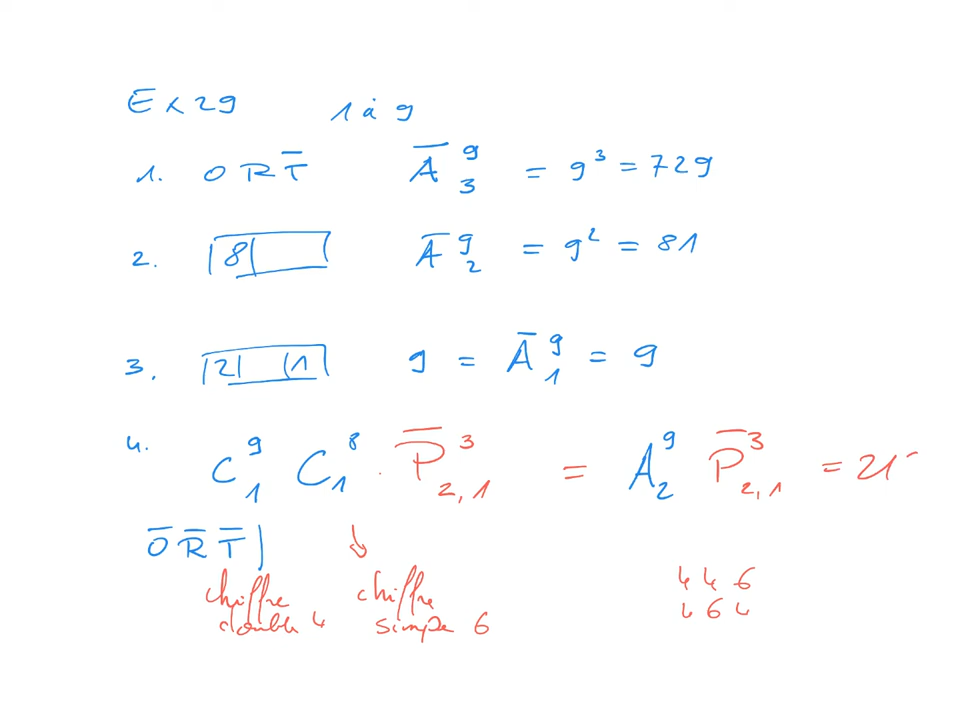 Ex 29 1 à 9
1. O R T̅ A̅ 9 3 = 9³ = 729
2. |8| A̅ 9 2 = 9² = 81
3. |2| |1| 9 = A̅ 9 1 = 9
4. C 9 1 C 8 1 . P̅ 3 2,1 = A 9 2 P̅ 3 2,1 = 21
O̅ R̅ T̅ |
chiffre chiffre 4 4 6
double 4 simple 6 4 6 4